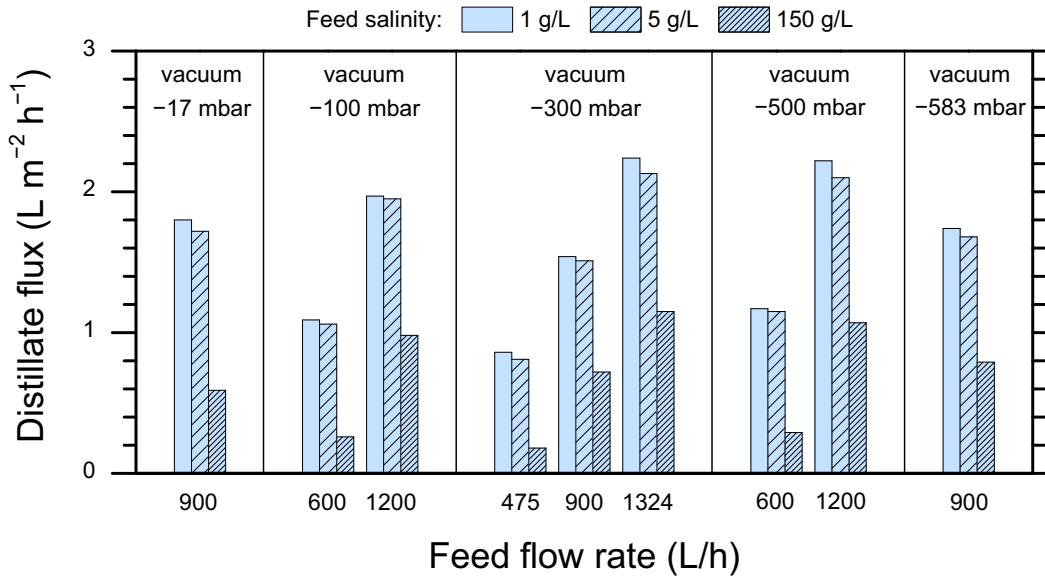 Feed salinity: 1 g/L 5 g/L 150 g/L
3
2
1
0
Distillate flux (L m⁻² h⁻¹)
vacuum
−17 mbar
vacuum
−100 mbar
vacuum
−300 mbar
vacuum
−500 mbar
vacuum
−583 mbar
900 600 1200 475 900 1324 600 1200 900
Feed flow rate (L/h)